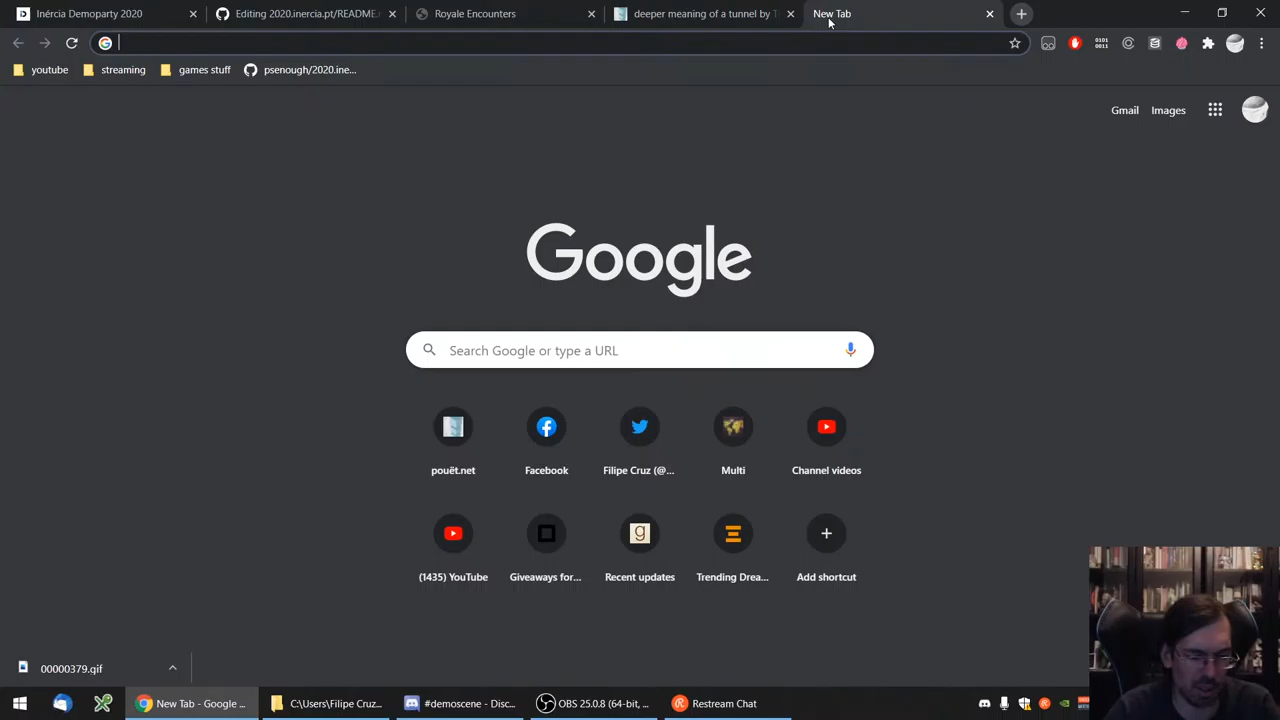 Inércia Demoparty 2020
Editing 2020.inercia.pt/README.
Royale Encounters
deeper meaning of a tunnel by T
New Tab
youtube
streaming
games stuff
psenough/2020.ine...
Gmail
Images
Google
Search Google or type a URL
pouët.net
Facebook
Filipe Cruz (@...
Multi
Channel videos
(1435) YouTube
Giveaways for...
Recent updates
Trending Drea...
Add shortcut
00000379.gif
New Tab - Google ...
C:\Users\Filipe Cruz...
#demoscene - Disc...
OBS 25.0.8 (64-bit, ...
Restream Chat